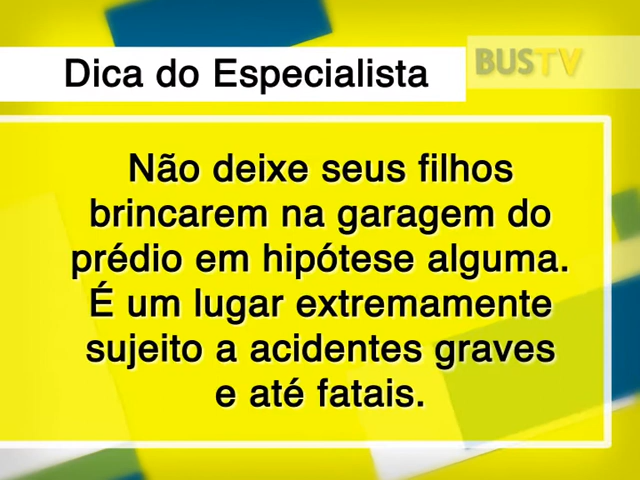 Dica do Especialista
BUSTV
Não deixe seus filhos
brincarem na garagem do
prédio em hipótese alguma.
É um lugar extremamente
sujeito a acidentes graves
e até fatais.